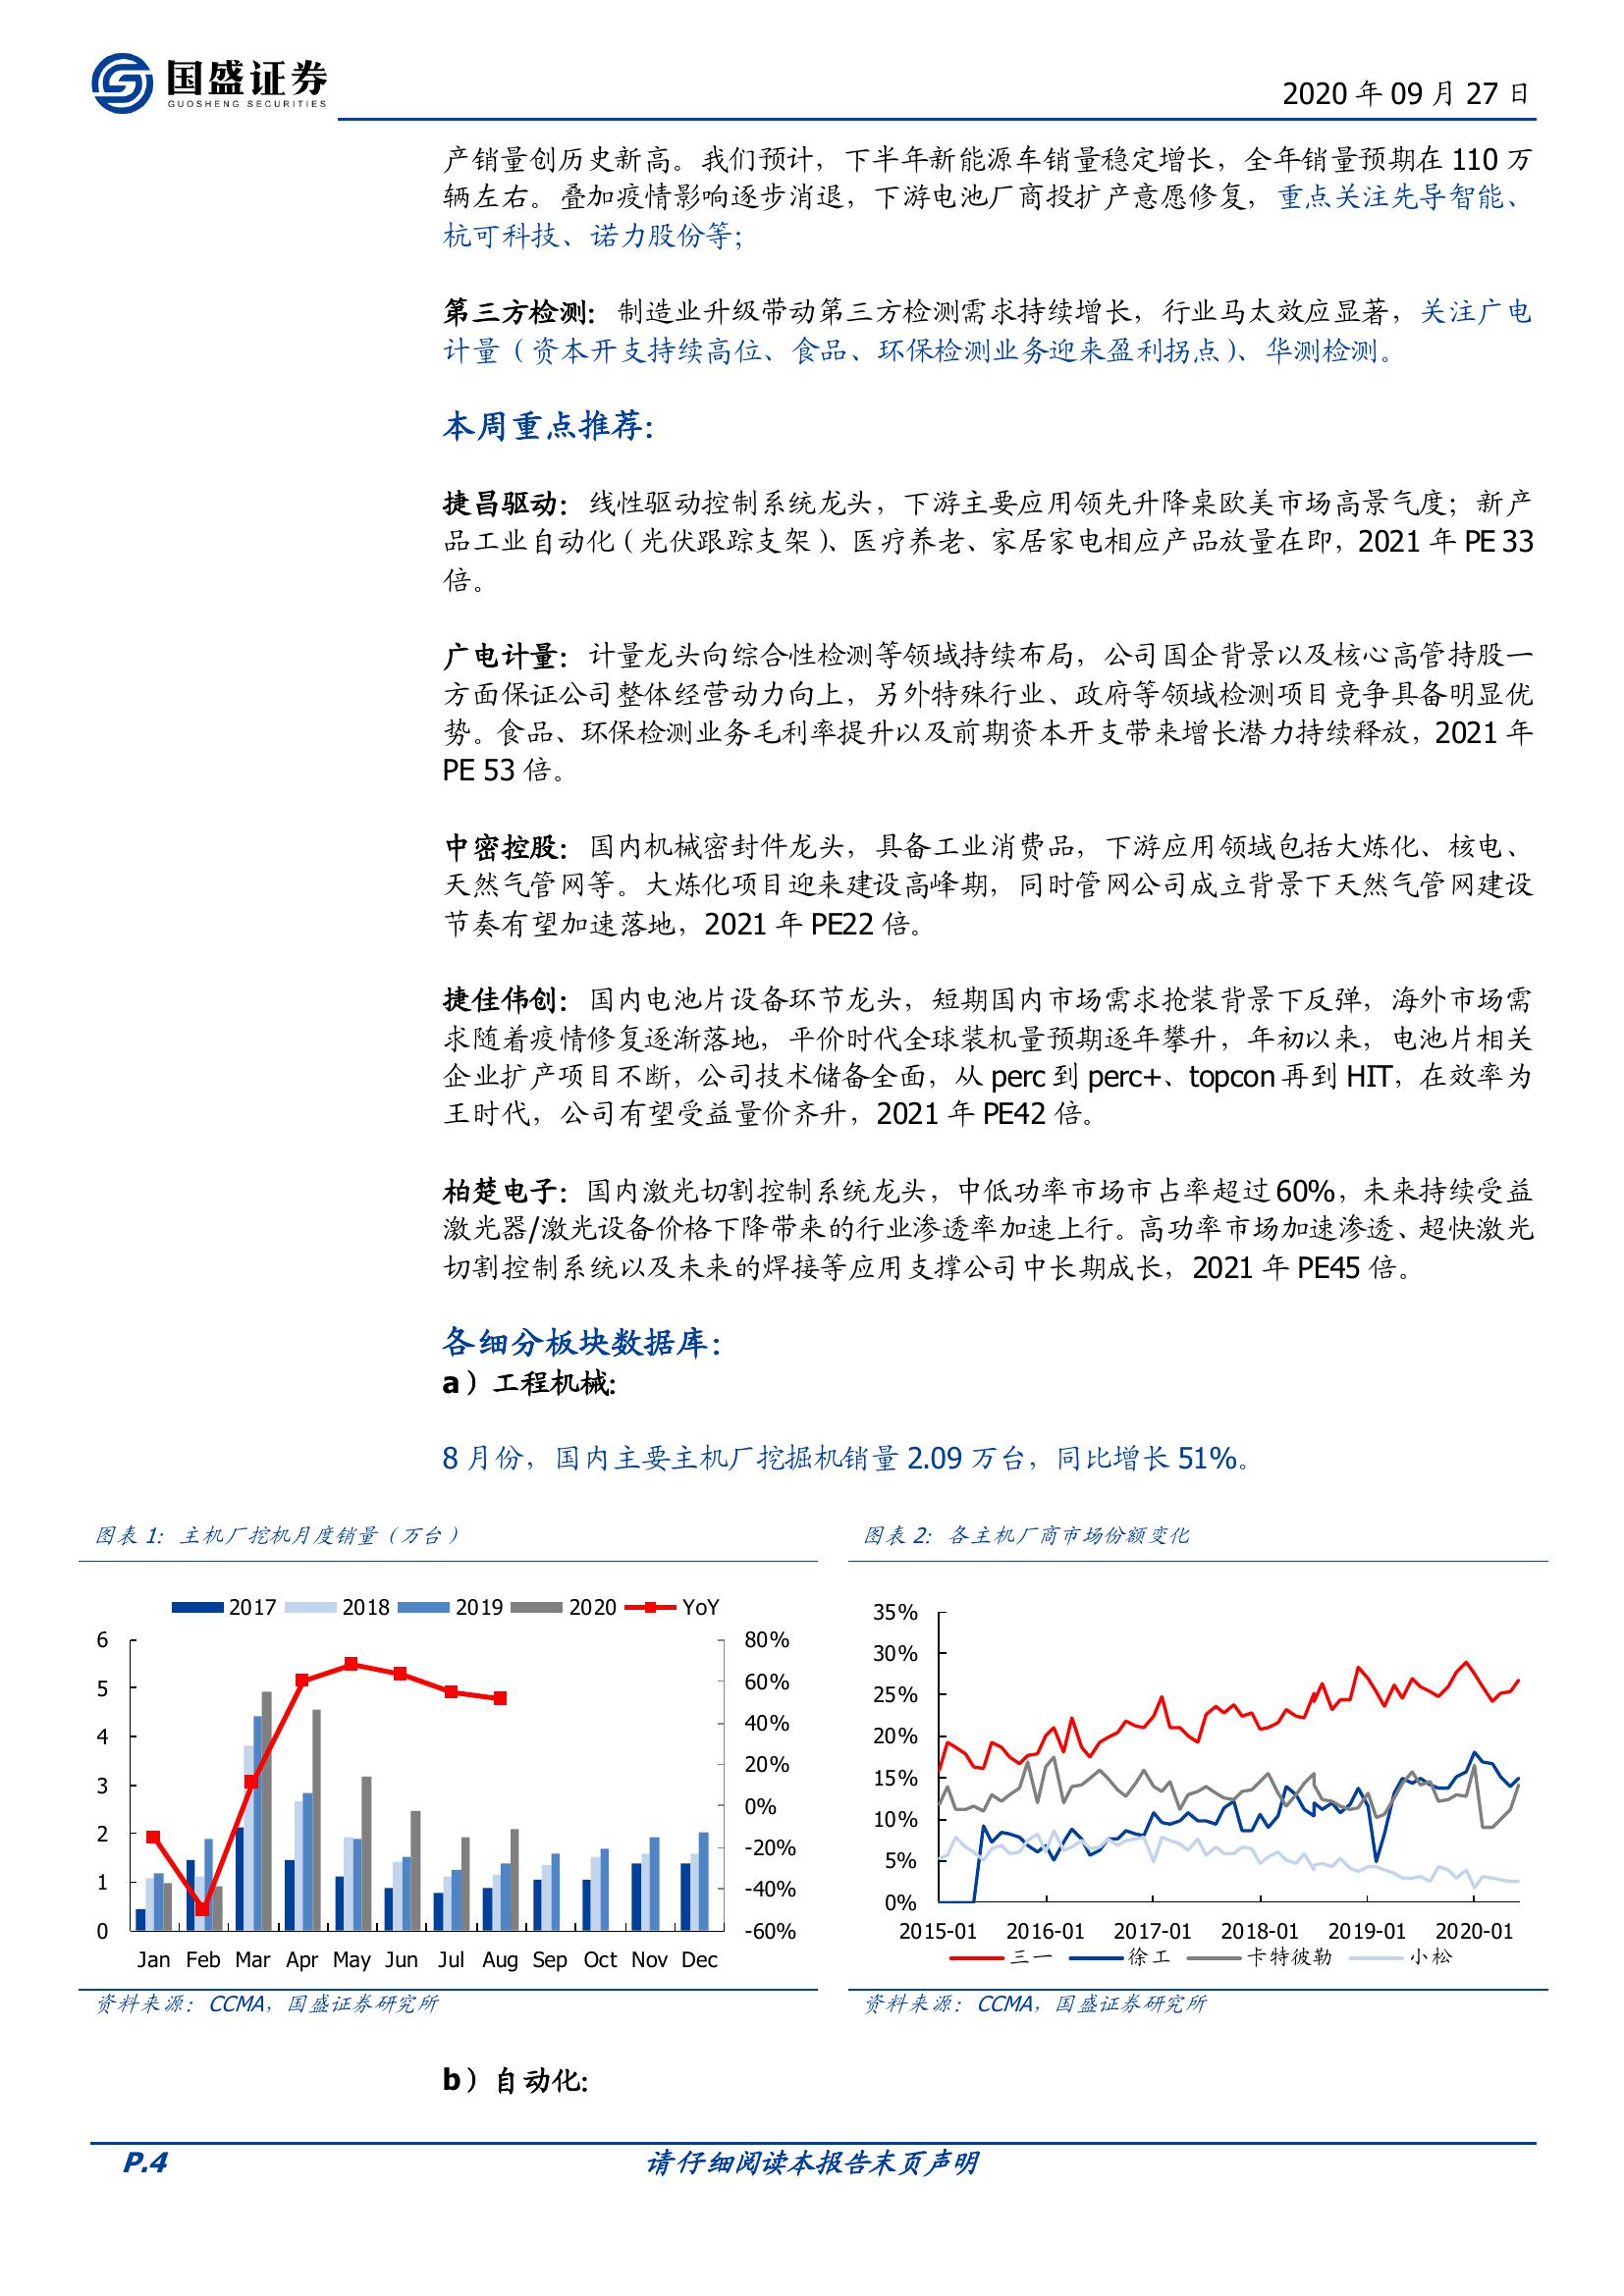 国盛证券
GUOSHENG SECURITIES
2020 年 09 月 27 日
产销量创历史新高。我们预计，下半年新能源车销量稳定增长，全年销量预期在 110 万
辆左右。叠加疫情影响逐步消退，下游电池厂商投扩产意愿修复，重点关注先导智能、
杭可科技、诺力股份等；
第三方检测：制造业升级带动第三方检测需求持续增长，行业马太效应显著，关注广电
计量（资本开支持续高位、食品、环保检测业务迎来盈利拐点）、华测检测。
本周重点推荐：
捷昌驱动：线性驱动控制系统龙头，下游主要应用领先升降桌欧美市场高景气度；新产
品工业自动化（光伏跟踪支架）、医疗养老、家居家电相应产品放量在即，2021 年 PE 33
倍。
广电计量：计量龙头向综合性检测等领域持续布局，公司国企背景以及核心高管持股一
方面保证公司整体经营动力向上，另外特殊行业、政府等领域检测项目竞争具备明显优
势。食品、环保检测业务毛利率提升以及前期资本开支带来增长潜力持续释放，2021 年
PE 53 倍。
中密控股：国内机械密封件龙头，具备工业消费品，下游应用领域包括大炼化、核电、
天然气管网等。大炼化项目迎来建设高峰期，同时管网公司成立背景下天然气管网建设
节奏有望加速落地，2021 年 PE22 倍。
捷佳伟创：国内电池片设备环节龙头，短期国内市场需求抢装背景下反弹，海外市场需
求随着疫情修复逐渐落地，平价时代全球装机量预期逐年攀升，年初以来，电池片相关
企业扩产项目不断，公司技术储备全面，从 perc 到 perc+、topcon 再到 HIT，在效率为
王时代，公司有望受益量价齐升，2021 年 PE42 倍。
柏楚电子：国内激光切割控制系统龙头，中低功率市场市占率超过 60%，未来持续受益
激光器/激光设备价格下降带来的行业渗透率加速上行。高功率市场加速渗透、超快激光
切割控制系统以及未来的焊接等应用支撑公司中长期成长，2021 年 PE45 倍。
各细分板块数据库：
a）工程机械：
8 月份，国内主要主机厂挖掘机销量 2.09 万台，同比增长 51%。
图表 1：主机厂挖机月度销量（万台）
2017 2018 2019 2020 YoY
6 80%
5 60%
4 40%
3 20%
2 0%
1 -20%
0 -40%
-60%
Jan Feb Mar Apr May Jun Jul Aug Sep Oct Nov Dec
资料来源：CCMA，国盛证券研究所
图表 2：各主机厂商市场份额变化
35%
30%
25%
20%
15%
10%
5%
0%
2015-01 2016-01 2017-01 2018-01 2019-01 2020-01
三一 徐工 卡特彼勒 小松
资料来源：CCMA，国盛证券研究所
b）自动化：
P.4 请仔细阅读本报告末页声明